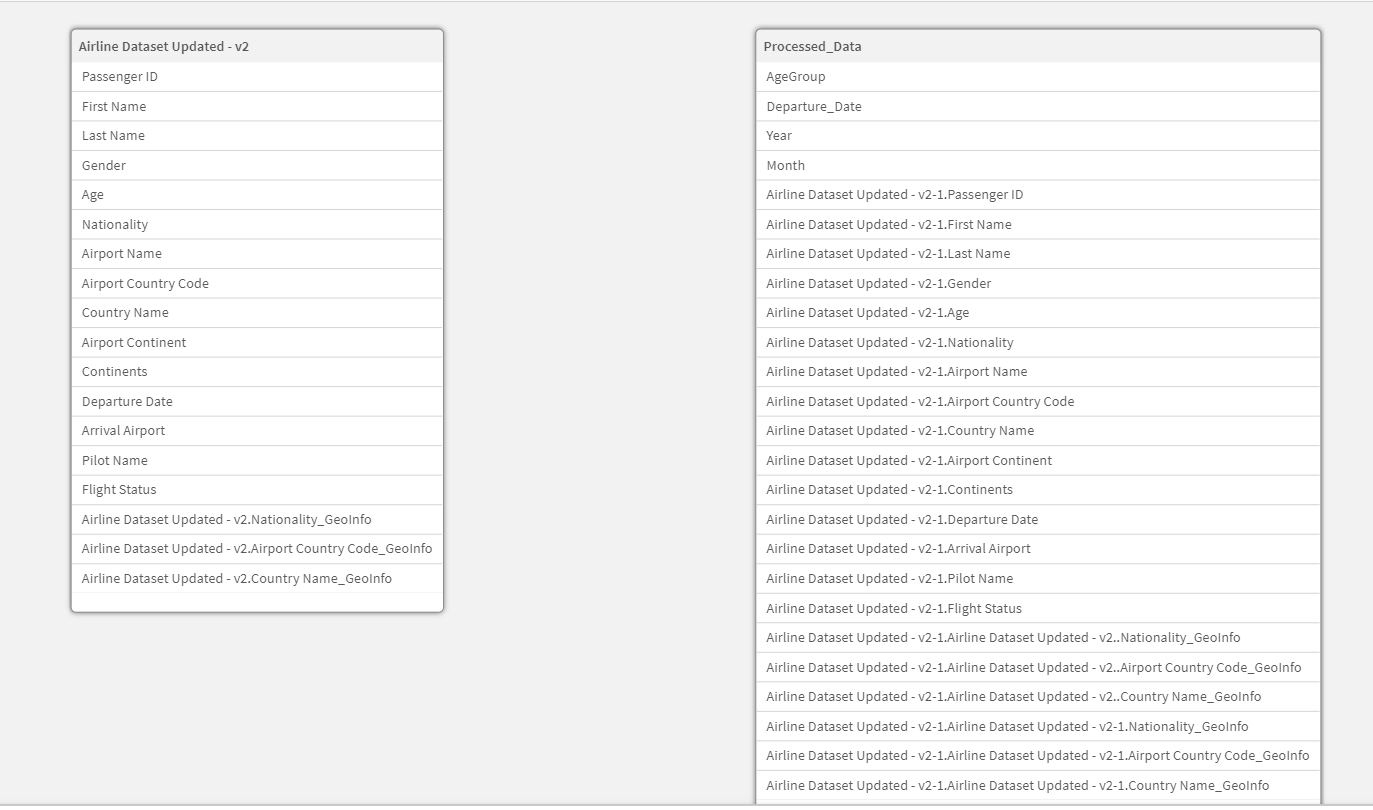 Airline Dataset Updated - v2
Passenger ID
First Name
Last Name
Gender
Age
Nationality
Airport Name
Airport Country Code
Country Name
Airport Continent
Continents
Departure Date
Arrival Airport
Pilot Name
Flight Status
Airline Dataset Updated - v2.Nationality_GeoInfo
Airline Dataset Updated - v2.Airport Country Code_GeoInfo
Airline Dataset Updated - v2.Country Name_GeoInfo
Processed_Data
AgeGroup
Departure_Date
Year
Month
Airline Dataset Updated - v2-1.Passenger ID
Airline Dataset Updated - v2-1.First Name
Airline Dataset Updated - v2-1.Last Name
Airline Dataset Updated - v2-1.Gender
Airline Dataset Updated - v2-1.Age
Airline Dataset Updated - v2-1.Nationality
Airline Dataset Updated - v2-1.Airport Name
Airline Dataset Updated - v2-1.Airport Country Code
Airline Dataset Updated - v2-1.Country Name
Airline Dataset Updated - v2-1.Airport Continent
Airline Dataset Updated - v2-1.Continents
Airline Dataset Updated - v2-1.Departure Date
Airline Dataset Updated - v2-1.Arrival Airport
Airline Dataset Updated - v2-1.Pilot Name
Airline Dataset Updated - v2-1.Flight Status
Airline Dataset Updated - v2-1.Airline Dataset Updated - v2..Nationality_GeoInfo
Airline Dataset Updated - v2-1.Airline Dataset Updated - v2..Airport Country Code_GeoInfo
Airline Dataset Updated - v2-1.Airline Dataset Updated - v2..Country Name_GeoInfo
Airline Dataset Updated - v2-1.Airline Dataset Updated - v2-1.Nationality_GeoInfo
Airline Dataset Updated - v2-1.Airline Dataset Updated - v2-1.Airport Country Code_GeoInfo
Airline Dataset Updated - v2-1.Airline Dataset Updated - v2-1.Country Name_GeoInfo